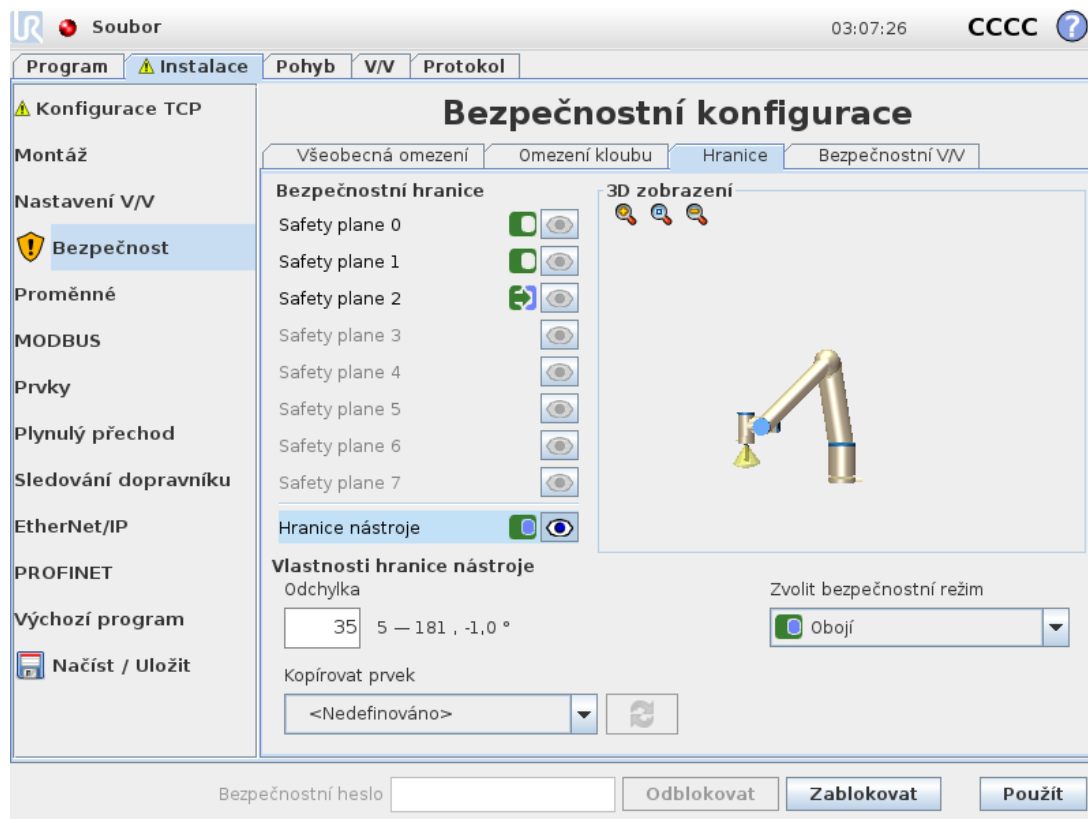 UR Soubor 03:07:26 CCCC ?
Program Instalace Pohyb V/V Protokol
Konfigurace TCP
Montáž
Nastavení V/V
Bezpečnost
Proměnné
MODBUS
Prvky
Plynulý přechod
Sledování dopravníku
EtherNet/IP
PROFINET
Výchozí program
Načíst / Uložit
Bezpečnostní konfigurace
Všeobecná omezení Omezení kloubu Hranice Bezpečnostní V/V
Bezpečnostní hranice
Safety plane 0
Safety plane 1
Safety plane 2
Safety plane 3
Safety plane 4
Safety plane 5
Safety plane 6
Safety plane 7
Hranice nástroje
3D zobrazení
Vlastnosti hranice nástroje
Odchylka
35 5 — 181 , -1,0 °
Zvolit bezpečnostní režim
Obojí
Kopírovat prvek
<Nedefinováno>
Bezpečnostní heslo Odblokovat Zablokovat Použít